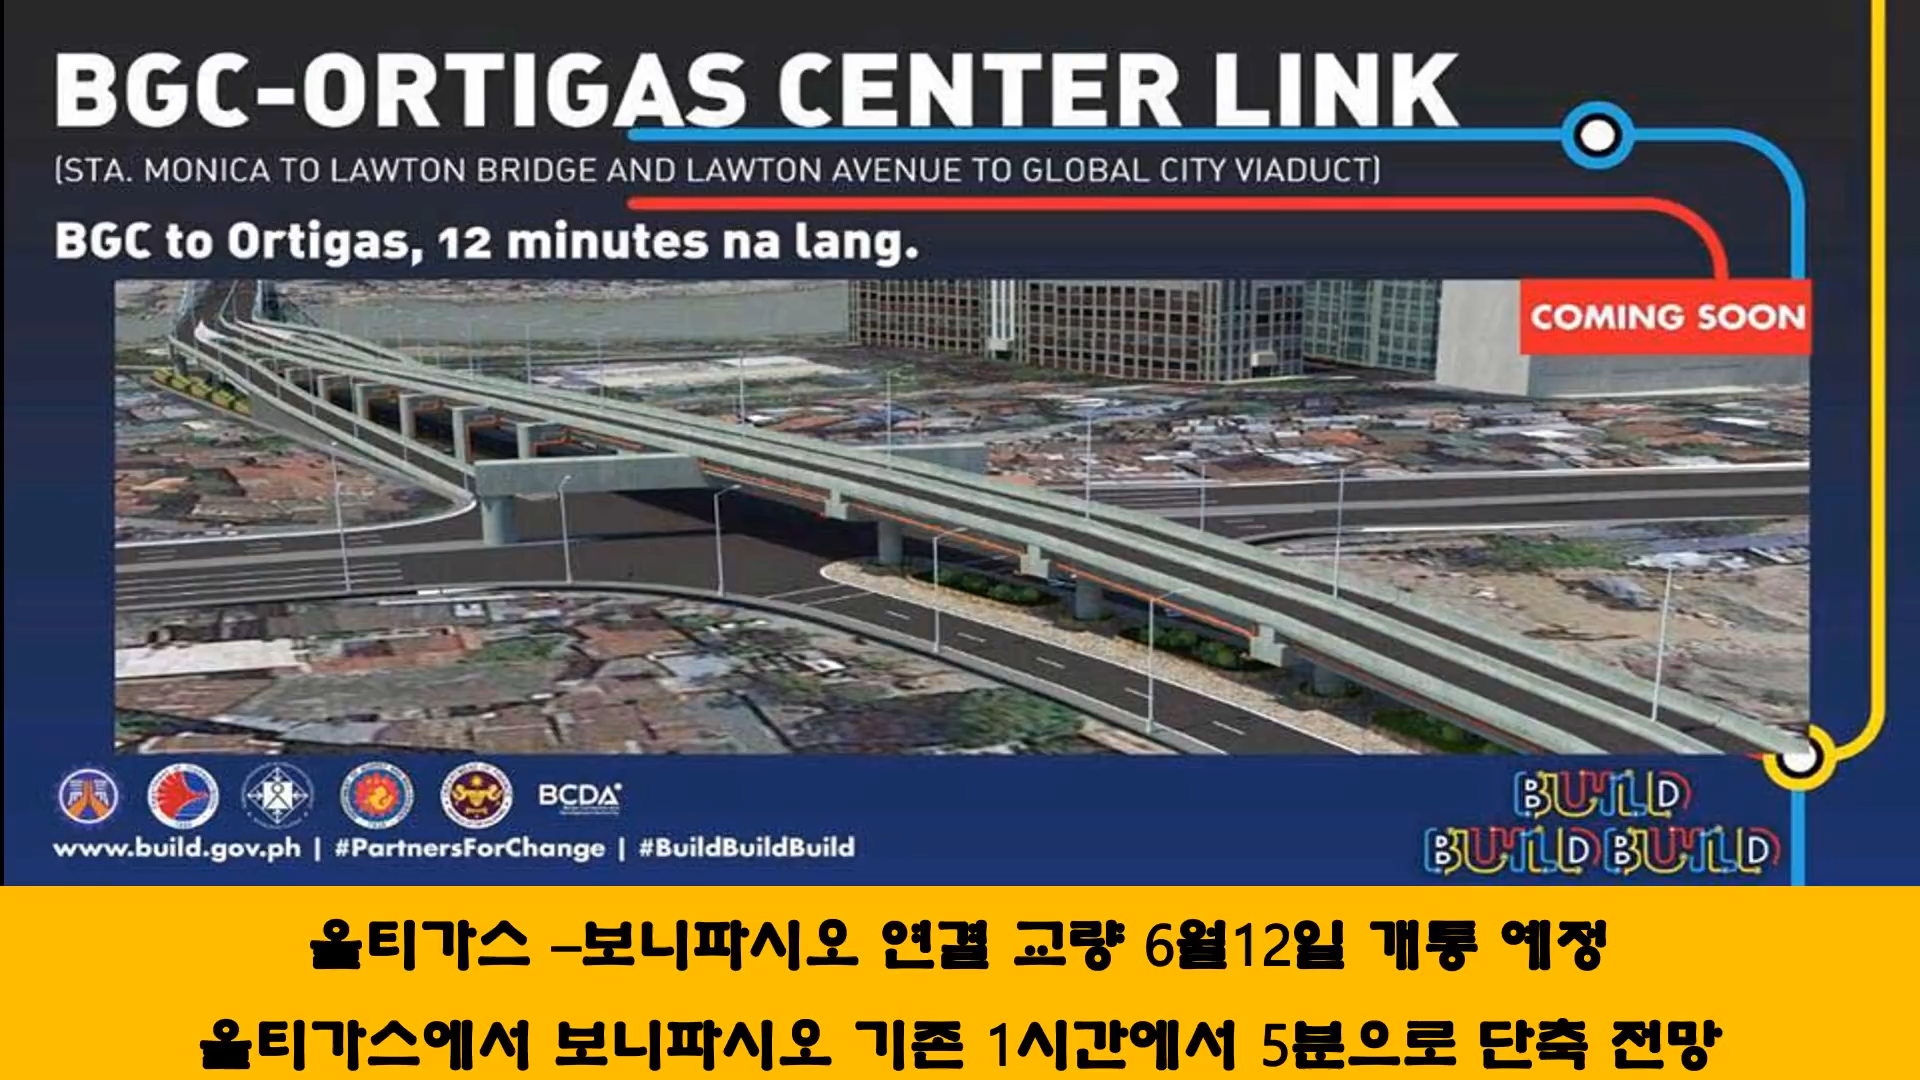 BGC-ORTIGAS CENTER LINK
(STA. MONICA TO LAWTON BRIDGE AND LAWTON AVENUE TO GLOBAL CITY VIADUCT)
BGC to Ortigas, 12 minutes na lang.
COMING SOON
BCDA
www.build.gov.ph | #PartnersForChange | #BuildBuildBuild
BUILD
BUILD BUILD
올티가스 –보니파시오 연결 교량 6월12일 개통 예정
올티가스에서 보니파시오 기존 1시간에서 5분으로 단축 전망